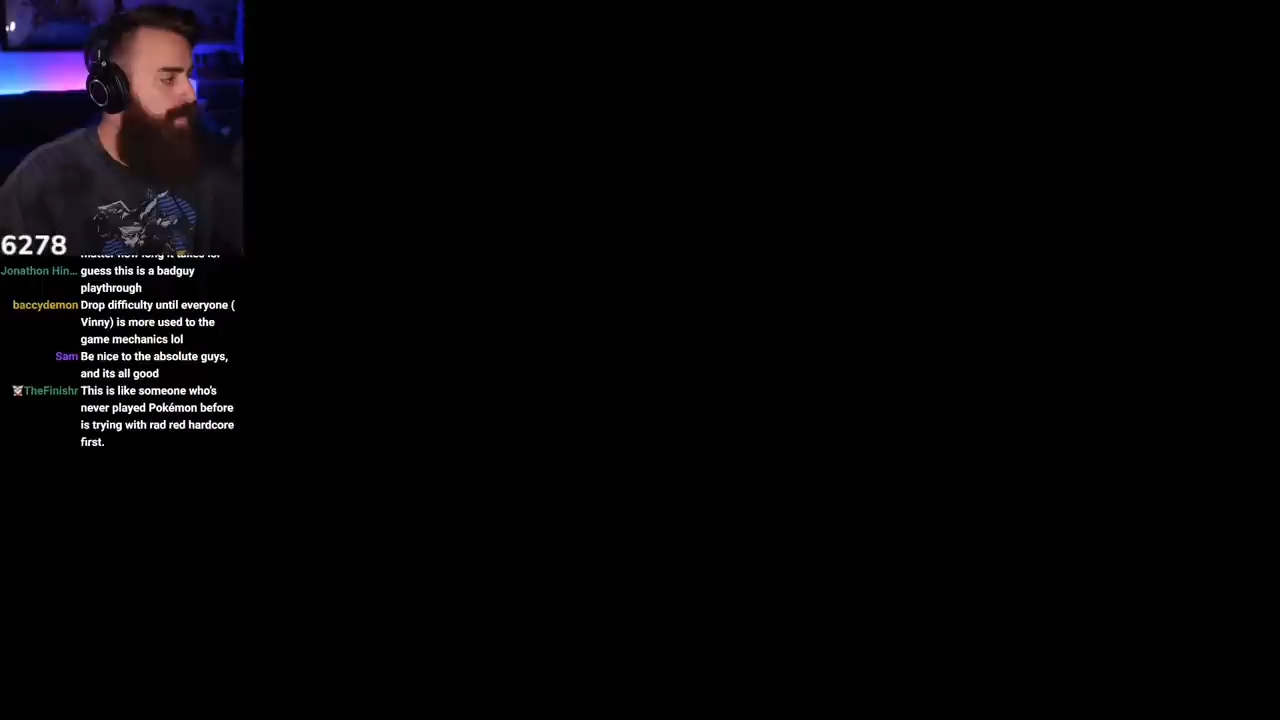 6278
Jonathon Hin... guess this is a badguy
playthrough
baccydemon Drop difficulty until everyone (
Vinny) is more used to the
game mechanics lol
Sam Be nice to the absolute guys,
and its all good
TheFinishr This is like someone who's
never played Pokémon before
is trying with rad red hardcore
first.